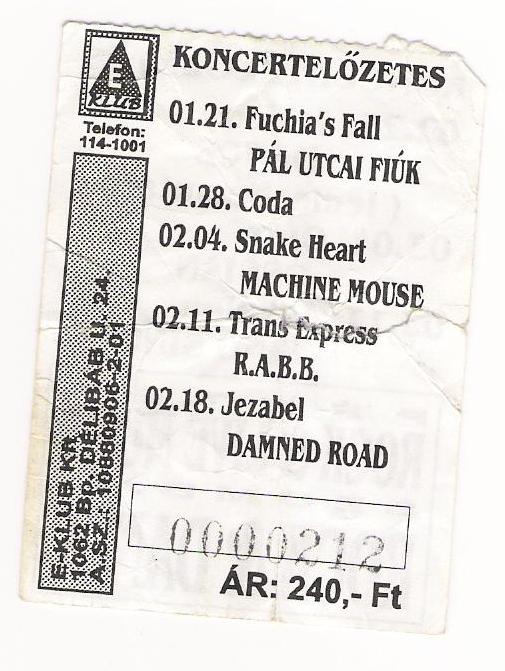 E
KLUB
Telefon:
114-1001
KONCERTELŐZETES
01.21. Fuchia's Fall
PÁL UTCAI FIÚK
01.28. Coda
02.04. Snake Heart
MACHINE MOUSE
02.11. Trans Express
R.A.B.B.
02.18. Jezabel
DAMNED ROAD
E-KLUB Kft.
1062 Bp. DÉLIBÁB U. 24.
A.SZ.: 10880906-2-01
0000212
ÁR: 240,- Ft